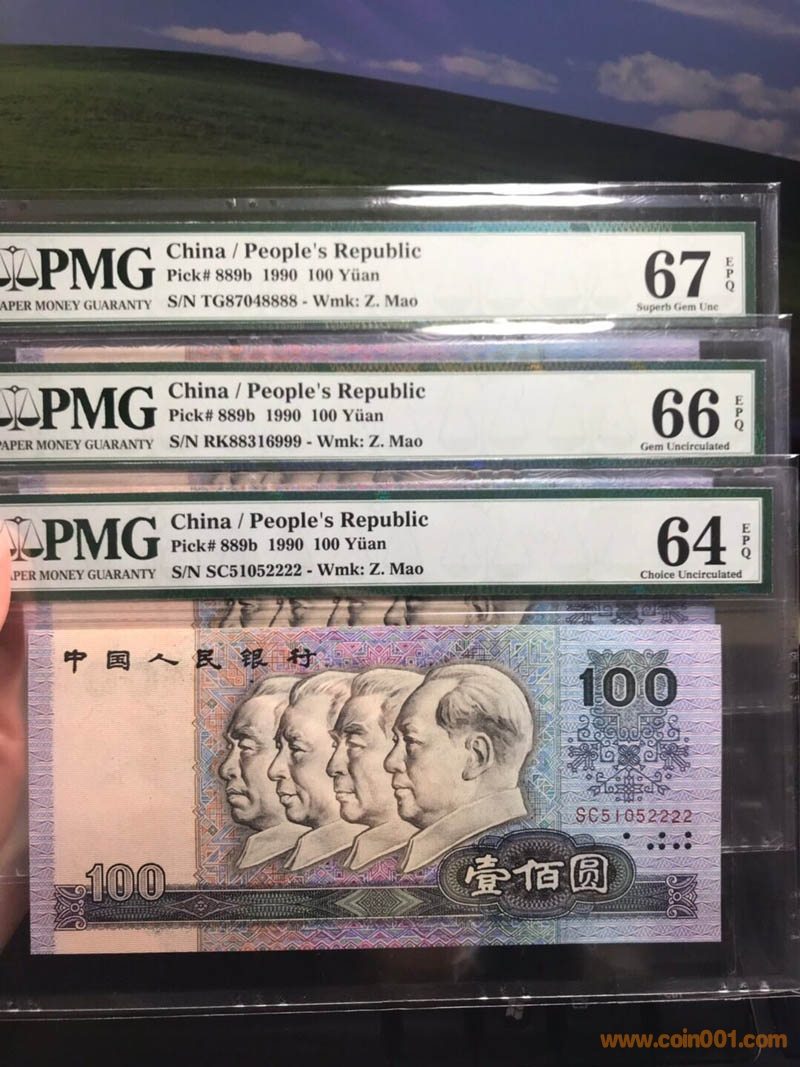 PMG
PAPER MONEY GUARANTY
China / People's Republic
Pick# 889b 1990 100 Yüan
S/N TG87048888 - Wmk: Z. Mao
67
EPQ
Superb Gem Unc
PMG
PAPER MONEY GUARANTY
China / People's Republic
Pick# 889b 1990 100 Yüan
S/N RK88316999 - Wmk: Z. Mao
66
EPQ
Gem Uncirculated
PMG
PAPER MONEY GUARANTY
China / People's Republic
Pick# 889b 1990 100 Yüan
S/N SC51052222 - Wmk: Z. Mao
64
EPQ
Choice Uncirculated
中国人民银行
100
SC51052222
100
壹佰圆
www.coin001.com